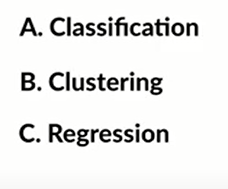 A. Classification
B. Clustering
C. Regression